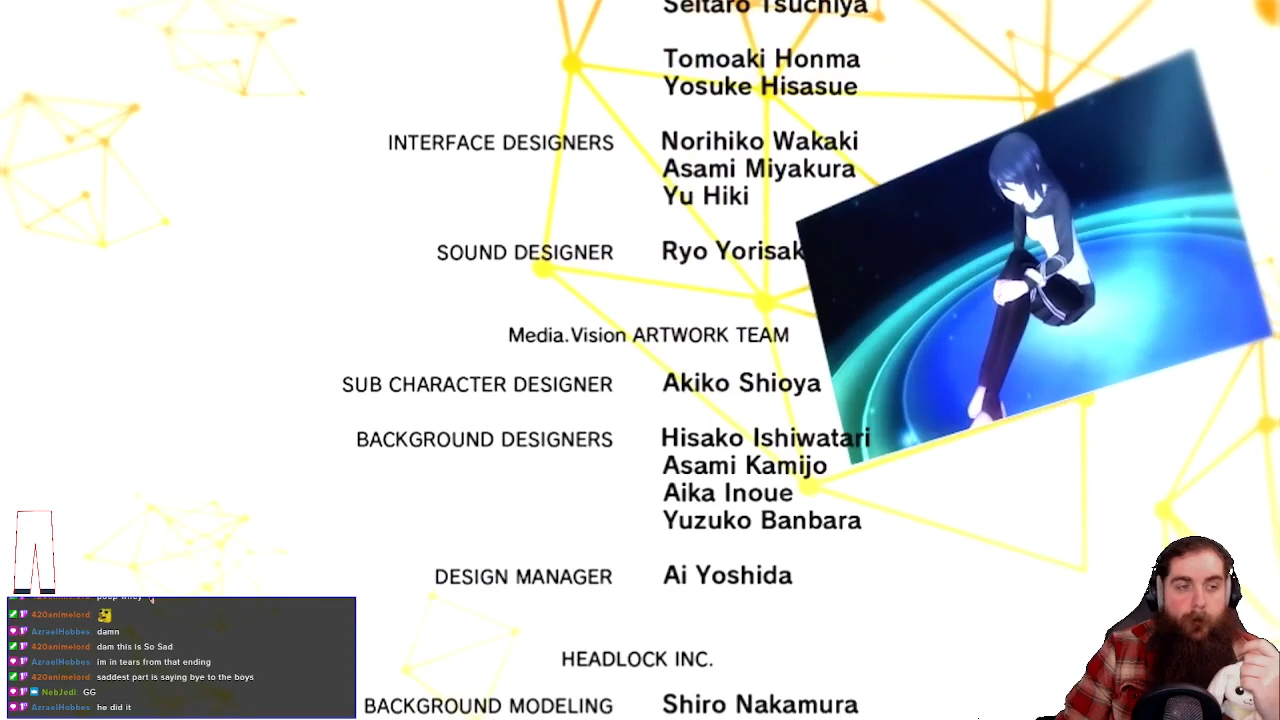 Seitaro Tsuchiya
Tomoaki Honma
Yosuke Hisasue
INTERFACE DESIGNERS Norihiko Wakaki
Asami Miyakura
Yu Hiki
SOUND DESIGNER Ryo Yorisak
Media.Vision ARTWORK TEAM
SUB CHARACTER DESIGNER Akiko Shioya
BACKGROUND DESIGNERS Hisako Ishiwatari
Asami Kamijo
Aika Inoue
Yuzuko Banbara
DESIGN MANAGER Ai Yoshida
HEADLOCK INC.
BACKGROUND MODELING Shiro Nakamura
420animelord:
AzraelHobbes: damn
420animelord: dam this is So Sad
AzraelHobbes: im in tears from that ending
420animelord: saddest part is saying bye to the boys
NebJedi: GG
AzraelHobbes: he did it